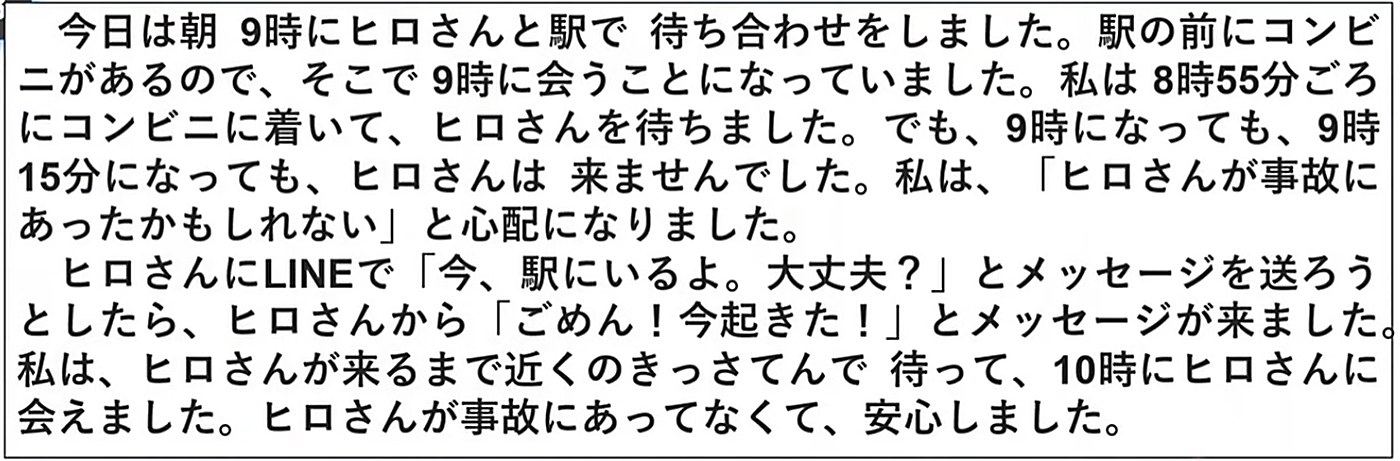 今日は朝 9時にヒロさんと駅で 待ち合わせをしました。駅の前にコンビ
ニがあるので、そこで 9時に会うことになっていました。私は 8時55分ごろ
にコンビニに着いて、ヒロさんを待ちました。でも、9時になっても、9時
15分になっても、ヒロさんは 来ませんでした。私は、「ヒロさんが事故に
あったかもしれない」と心配になりました。
ヒロさんにLINEで「今、駅にいるよ。大丈夫？」とメッセージを送ろう
としたら、ヒロさんから「ごめん！今起きた！」とメッセージが来ました。
私は、ヒロさんが来るまで近くのきっさてんで 待って、10時にヒロさんに
会えました。ヒロさんが事故にあってなくて、安心しました。